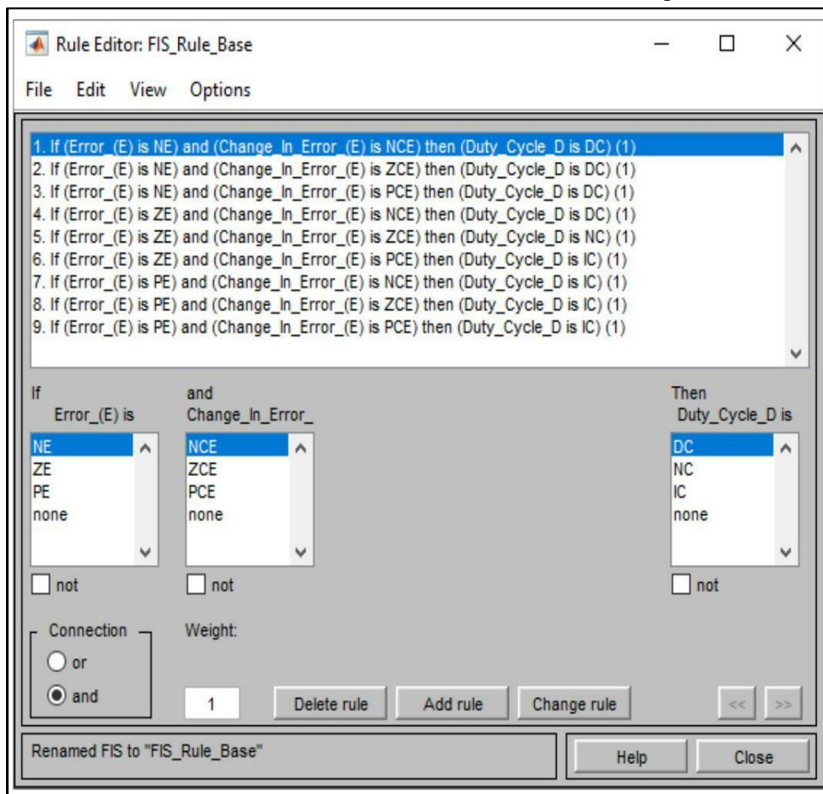 Rule Editor: FIS_Rule_Base
File Edit View Options
1. If (Error_(E) is NE) and (Change_In_Error_(E) is NCE) then (Duty_Cycle_D is DC) (1)
2. If (Error_(E) is NE) and (Change_In_Error_(E) is ZCE) then (Duty_Cycle_D is DC) (1)
3. If (Error_(E) is NE) and (Change_In_Error_(E) is PCE) then (Duty_Cycle_D is DC) (1)
4. If (Error_(E) is ZE) and (Change_In_Error_(E) is NCE) then (Duty_Cycle_D is DC) (1)
5. If (Error_(E) is ZE) and (Change_In_Error_(E) is ZCE) then (Duty_Cycle_D is NC) (1)
6. If (Error_(E) is ZE) and (Change_In_Error_(E) is PCE) then (Duty_Cycle_D is IC) (1)
7. If (Error_(E) is PE) and (Change_In_Error_(E) is NCE) then (Duty_Cycle_D is IC) (1)
8. If (Error_(E) is PE) and (Change_In_Error_(E) is ZCE) then (Duty_Cycle_D is IC) (1)
9. If (Error_(E) is PE) and (Change_In_Error_(E) is PCE) then (Duty_Cycle_D is IC) (1)
If and Then
Error_(E) is Change_In_Error_ Duty_Cycle_D is
NE NCE DC
ZE ZCE NC
PE PCE IC
none none none
not not not
Connection Weight:
or
and 1 Delete rule Add rule Change rule << >>
Renamed FIS to "FIS_Rule_Base" Help Close